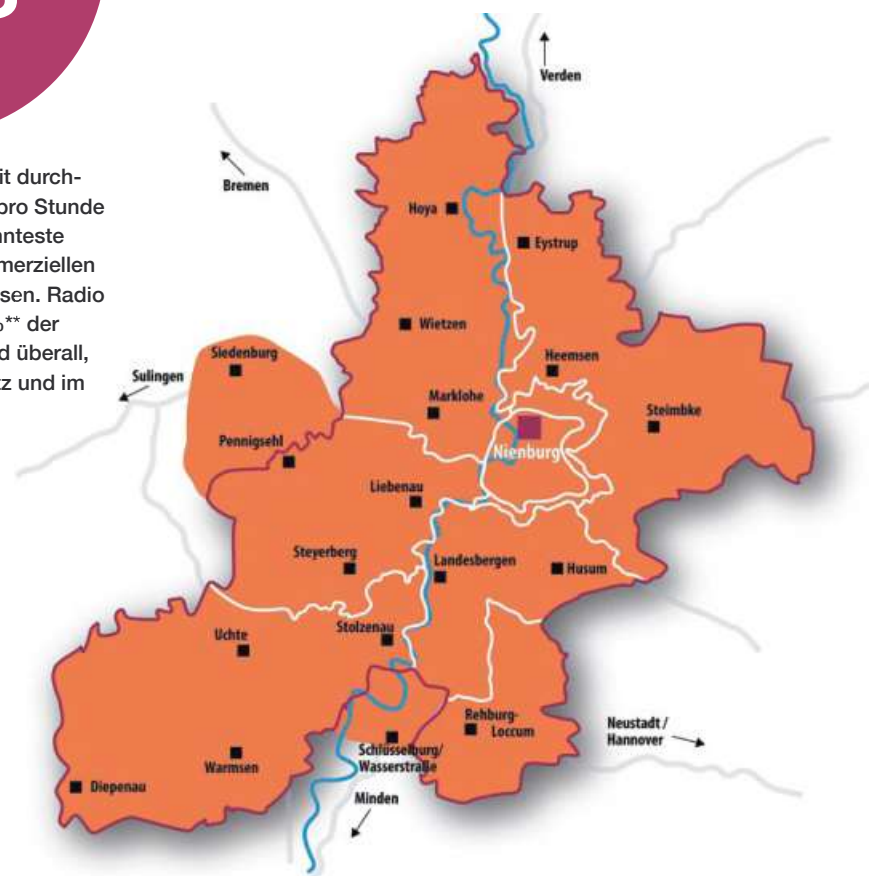 it durch-
pro Stunde
nnteste
merziellen
sen. Radio
%** der
d überall,
tz und im
Verden
Bremen
Hoya
Eystrup
Wietzen
Siedenburg
Heemsen
Sulingen
Marklohe
Steimbke
Pennigsehl
Nienburg
Liebenau
Steyerberg
Landesbergen
Husum
Uchte
Stolzenau
Rehburg-
Loccum
Neustadt /
Hannover
Schlüsselburg/
Wasserstraße
Warmsen
Diepenau
Minden